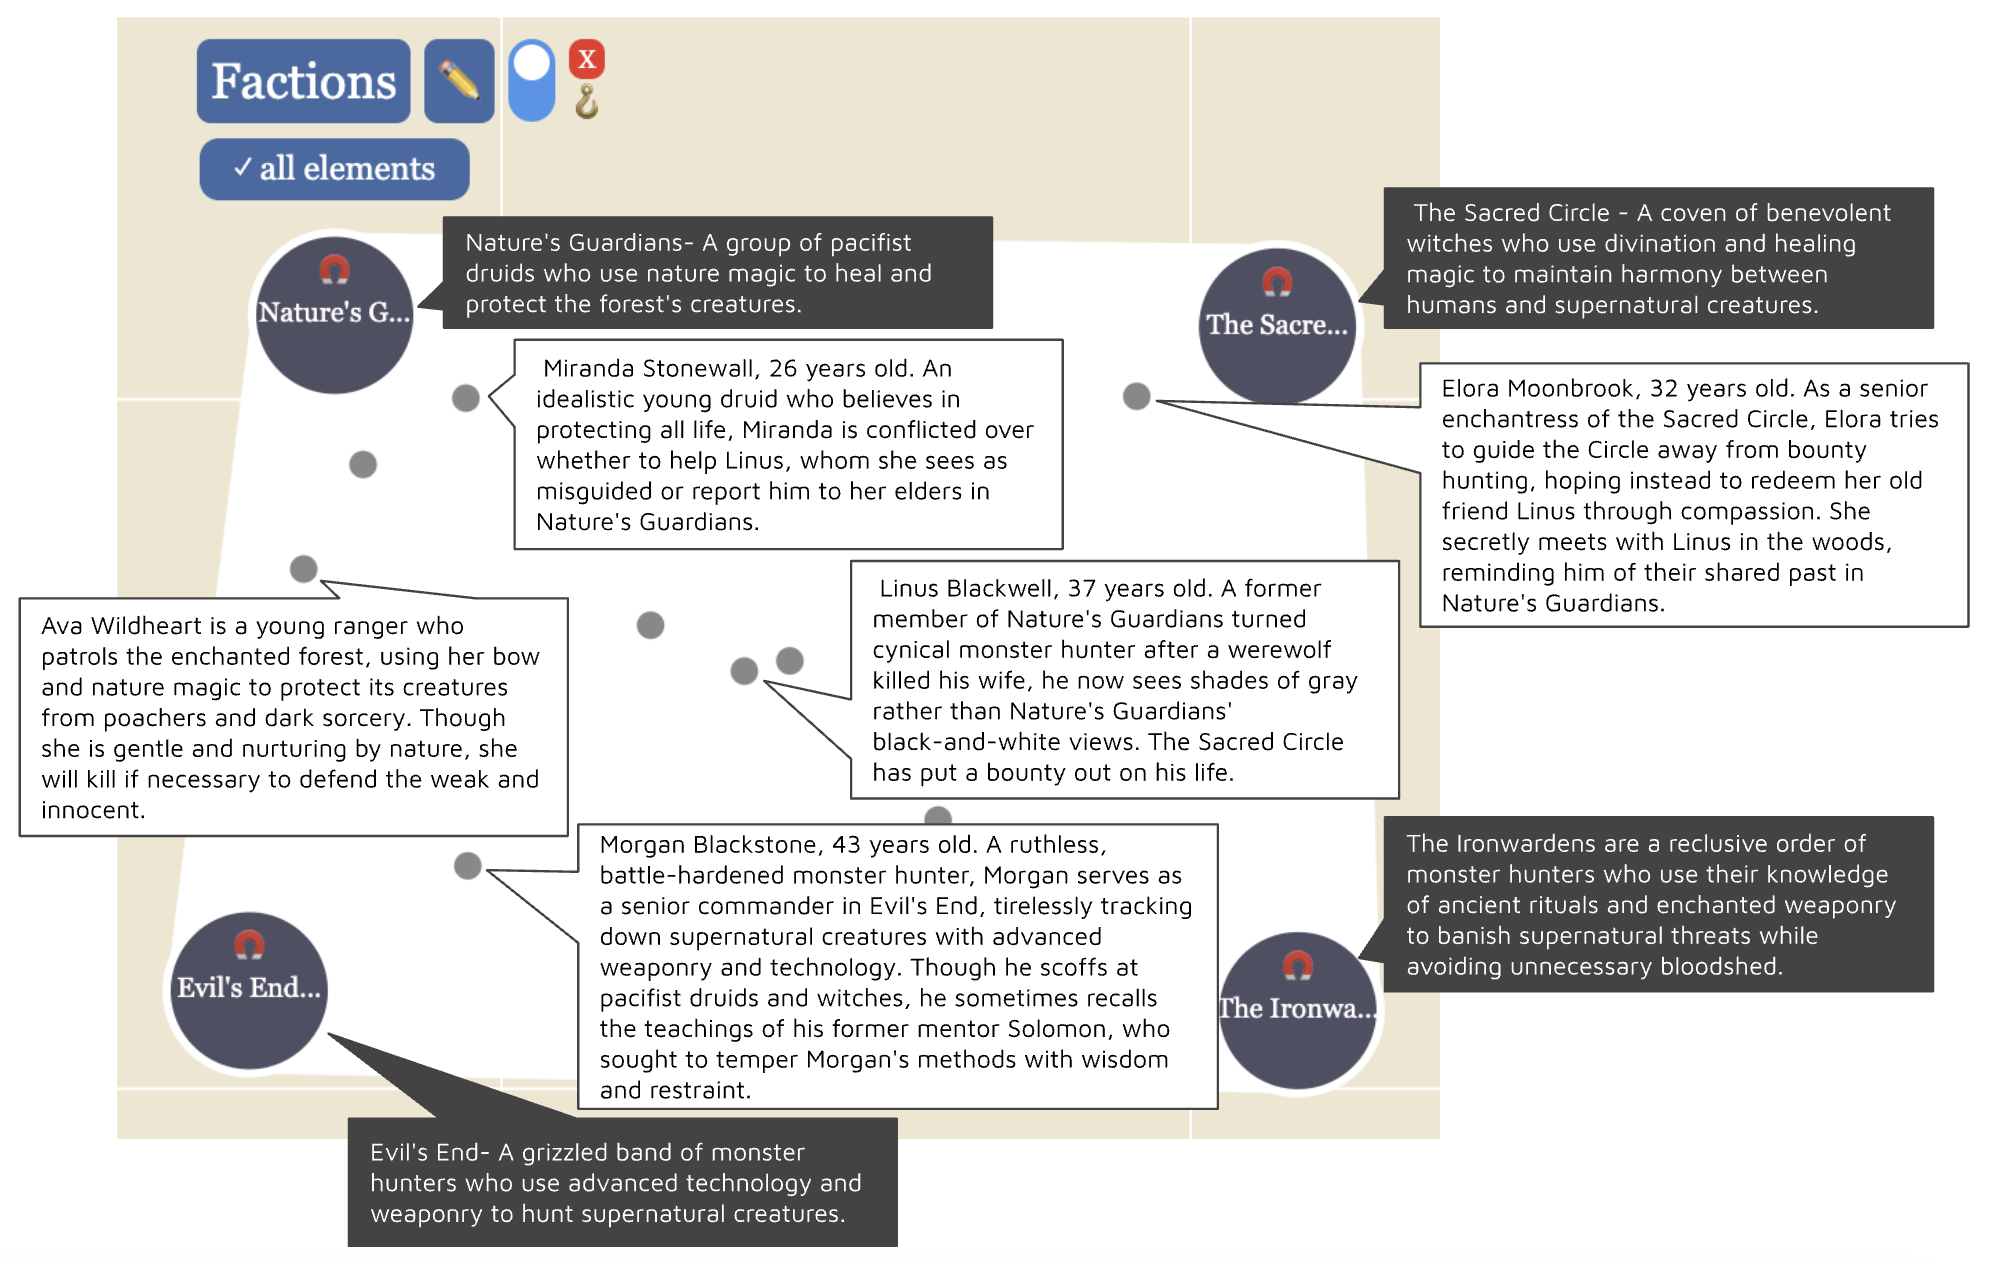 Factions
X
✓ all elements
Nature's G...
Nature's Guardians- A group of pacifist
druids who use nature magic to heal and
protect the forest's creatures.
The Sacre...
The Sacred Circle - A coven of benevolent
witches who use divination and healing
magic to maintain harmony between
humans and supernatural creatures.
Miranda Stonewall, 26 years old. An
idealistic young druid who believes in
protecting all life, Miranda is conflicted over
whether to help Linus, whom she sees as
misguided or report him to her elders in
Nature's Guardians.
Elora Moonbrook, 32 years old. As a senior
enchantress of the Sacred Circle, Elora tries
to guide the Circle away from bounty
hunting, hoping instead to redeem her old
friend Linus through compassion. She
secretly meets with Linus in the woods,
reminding him of their shared past in
Nature's Guardians.
Ava Wildheart is a young ranger who
patrols the enchanted forest, using her bow
and nature magic to protect its creatures
from poachers and dark sorcery. Though
she is gentle and nurturing by nature, she
will kill if necessary to defend the weak and
innocent.
Linus Blackwell, 37 years old. A former
member of Nature's Guardians turned
cynical monster hunter after a werewolf
killed his wife, he now sees shades of gray
rather than Nature's Guardians'
black-and-white views. The Sacred Circle
has put a bounty out on his life.
Morgan Blackstone, 43 years old. A ruthless,
battle-hardened monster hunter, Morgan serves as
a senior commander in Evil's End, tirelessly tracking
down supernatural creatures with advanced
weaponry and technology. Though he scoffs at
pacifist druids and witches, he sometimes recalls
the teachings of his former mentor Solomon, who
sought to temper Morgan's methods with wisdom
and restraint.
The Ironwardens are a reclusive order of
monster hunters who use their knowledge
of ancient rituals and enchanted weaponry
to banish supernatural threats while
avoiding unnecessary bloodshed.
Evil's End...
The Ironwa...
Evil's End- A grizzled band of monster
hunters who use advanced technology and
weaponry to hunt supernatural creatures.